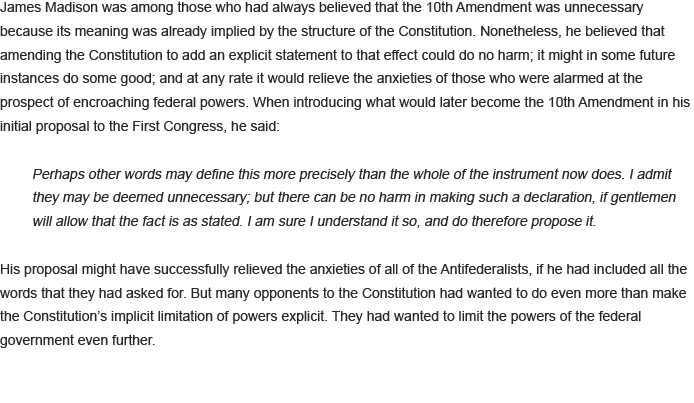 James Madison was among those who had always believed that the 10th Amendment was unnecessary
because its meaning was already implied by the structure of the Constitution. Nonetheless, he believed that
amending the Constitution to add an explicit statement to that effect could do no harm; it might in some future
instances do some good; and at any rate it would relieve the anxieties of those who were alarmed at the
prospect of encroaching federal powers. When introducing what would later become the 10th Amendment in his
initial proposal to the First Congress, he said:
Perhaps other words may define this more precisely than the whole of the instrument now does. I admit
they may be deemed unnecessary; but there can be no harm in making such a declaration, if gentlemen
will allow that the fact is as stated. I am sure I understand it so, and do therefore propose it.
His proposal might have successfully relieved the anxieties of all of the Antifederalists, if he had included all the
words that they had asked for. But many opponents to the Constitution had wanted to do even more than make
the Constitution’s implicit limitation of powers explicit. They had wanted to limit the powers of the federal
government even further.